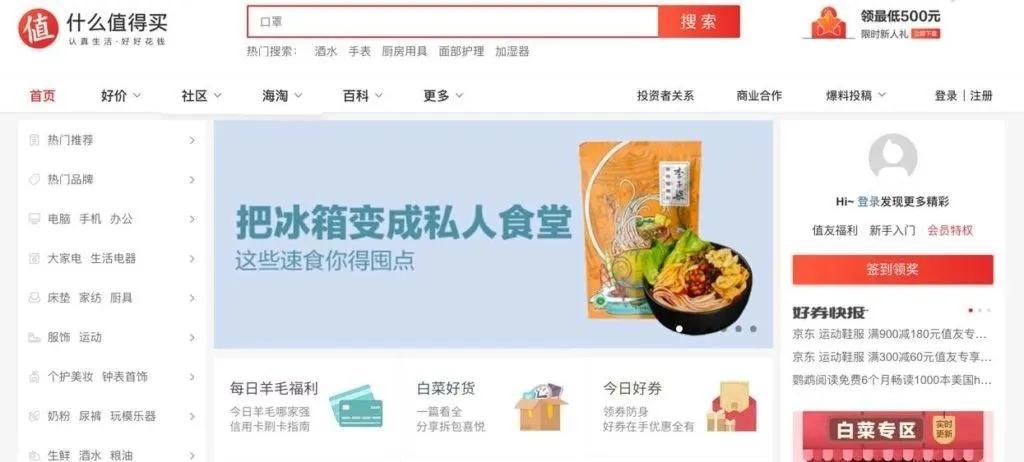 值 什么值得买
认真生活·好好花钱
口罩
搜索
热门搜索： 酒水 手表 厨房用具 面部护理 加湿器
领最低500元
限时新人礼 立即下载
首页 好价 社区 海淘 百科 更多 投资者关系 商业合作 爆料投稿 登录 | 注册
热门推荐
热门品牌
电脑 手机 办公
大家电 生活电器
床垫 家纺 厨具
服饰 运动
个护美妆 钟表首饰
奶粉 尿裤 玩模乐器
生鲜 酒水 粮油
把冰箱变成私人食堂
这些速食你得囤点
李子柒
每日羊毛福利
今日羊毛哪家强
信用卡刷卡指南
白菜好货
一篇看全
分享拆包喜悦
今日好券
领券防身
好券在手优惠全有
Hi~ 登录发现更多精彩
值友福利 新手入门 会员特权
签到领奖
好券快报
京东 运动鞋服 满900减180元值友专...
京东 运动鞋服 满300减60元值友专享...
鹦鹉阅读免费6个月畅读1000本美国h...
白菜专区
实时
更新